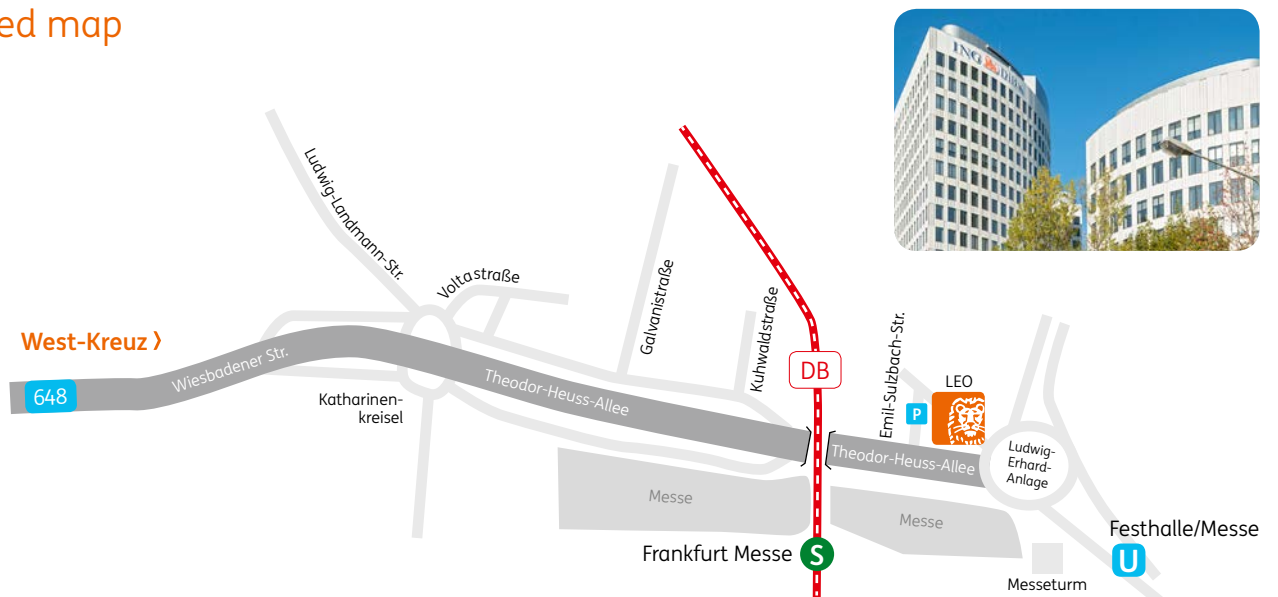 ed map
ING DiBa
Ludwig-Landmann-Str.
Voltastraße
Galvanistraße
Kuhwaldstraße
Emil-Sulzbach-Str.
West-Kreuz ⟩
648
Wiesbadener Str.
Katharinen-
kreisel
Theodor-Heuss-Allee
DB
P
LEO
Theodor-Heuss-Allee
Ludwig-
Erhard-
Anlage
Messe
Messe
Frankfurt Messe
S
Festhalle/Messe
U
Messeturm